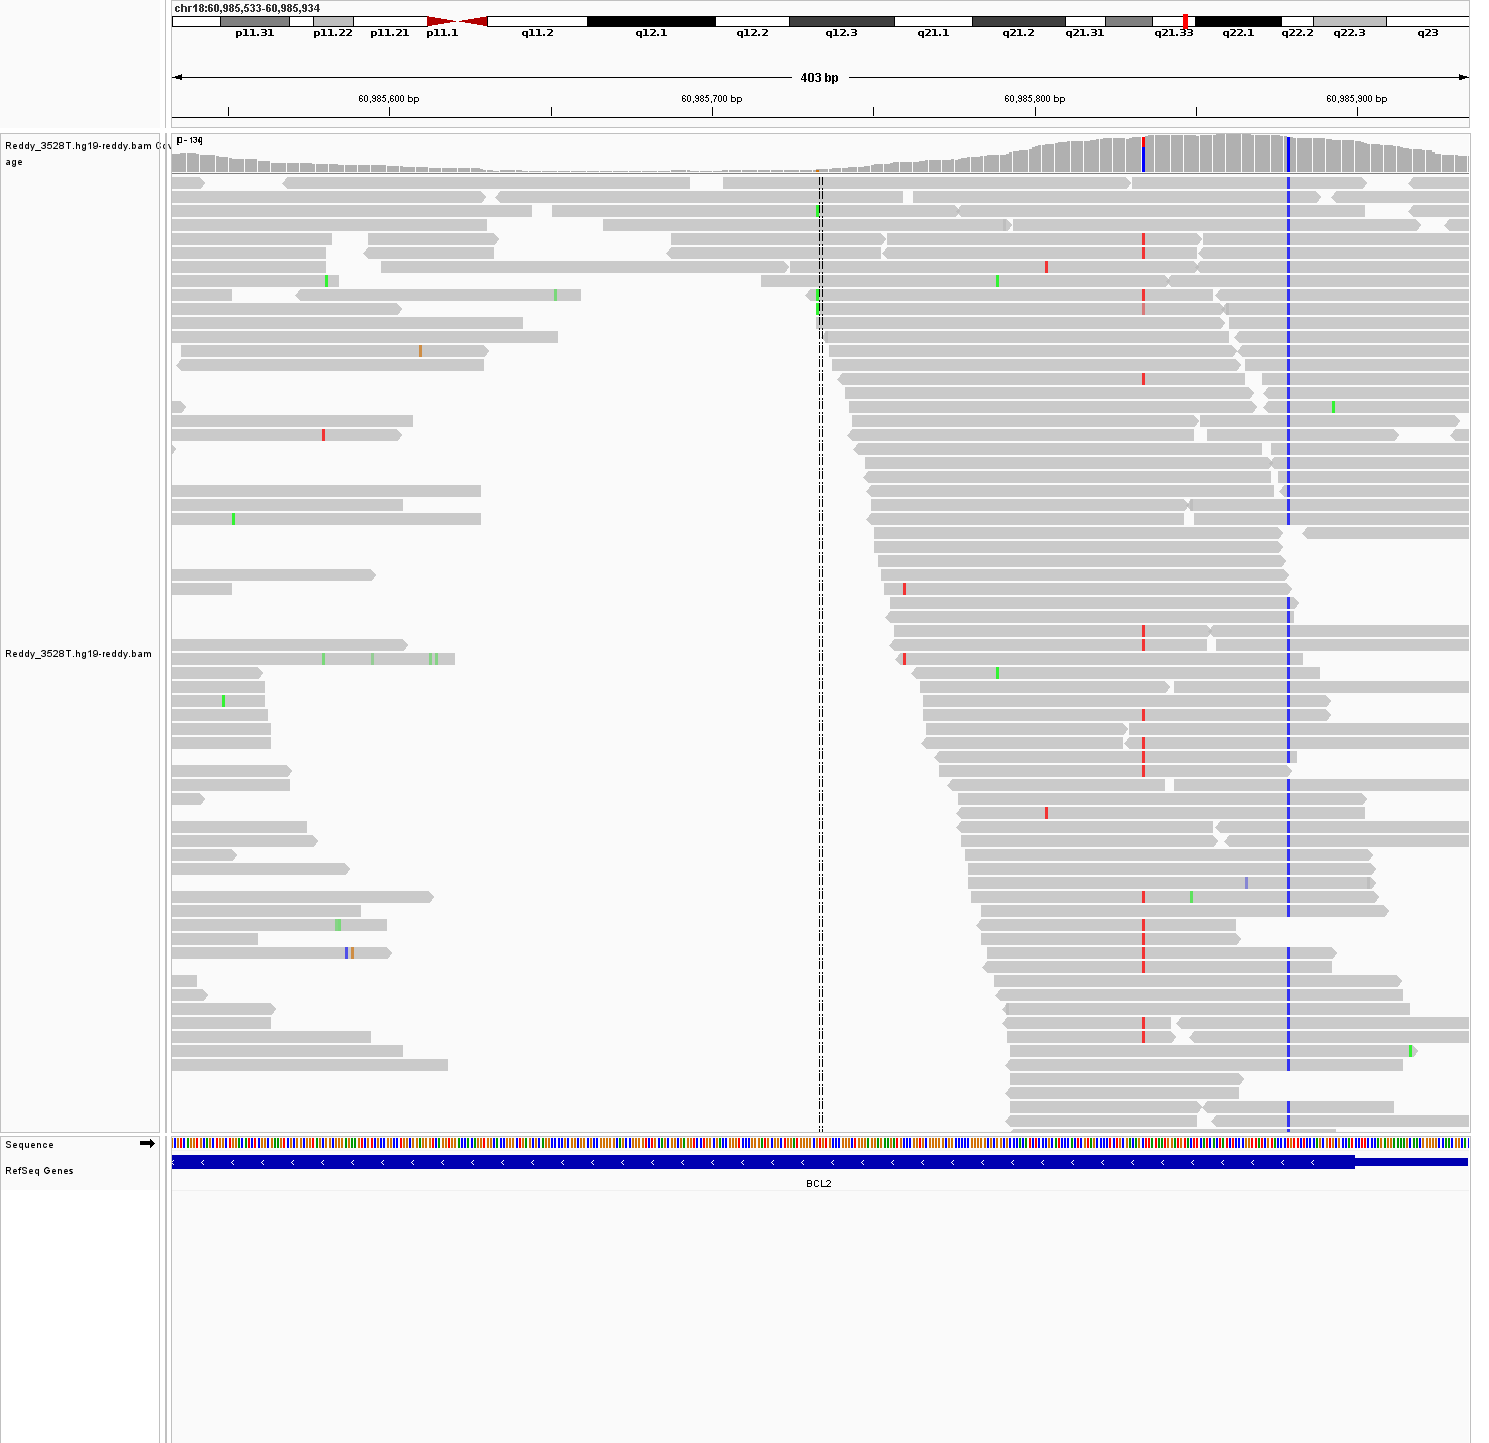 chr18:60,985,533-60,985,934
p11.31 p11.22 p11.21 p11.1 q11.2 q12.1 q12.2 q12.3 q21.1 q21.2 q21.31 q21.33 q22.1 q22.2 q22.3 q23
403 bp
60,985,600 bp 60,985,700 bp 60,985,800 bp 60,985,900 bp
Reddy_3528T.hg19-reddy.bam Cov
age
[0 - 134]
Reddy_3528T.hg19-reddy.bam
Sequence
RefSeq Genes
BCL2